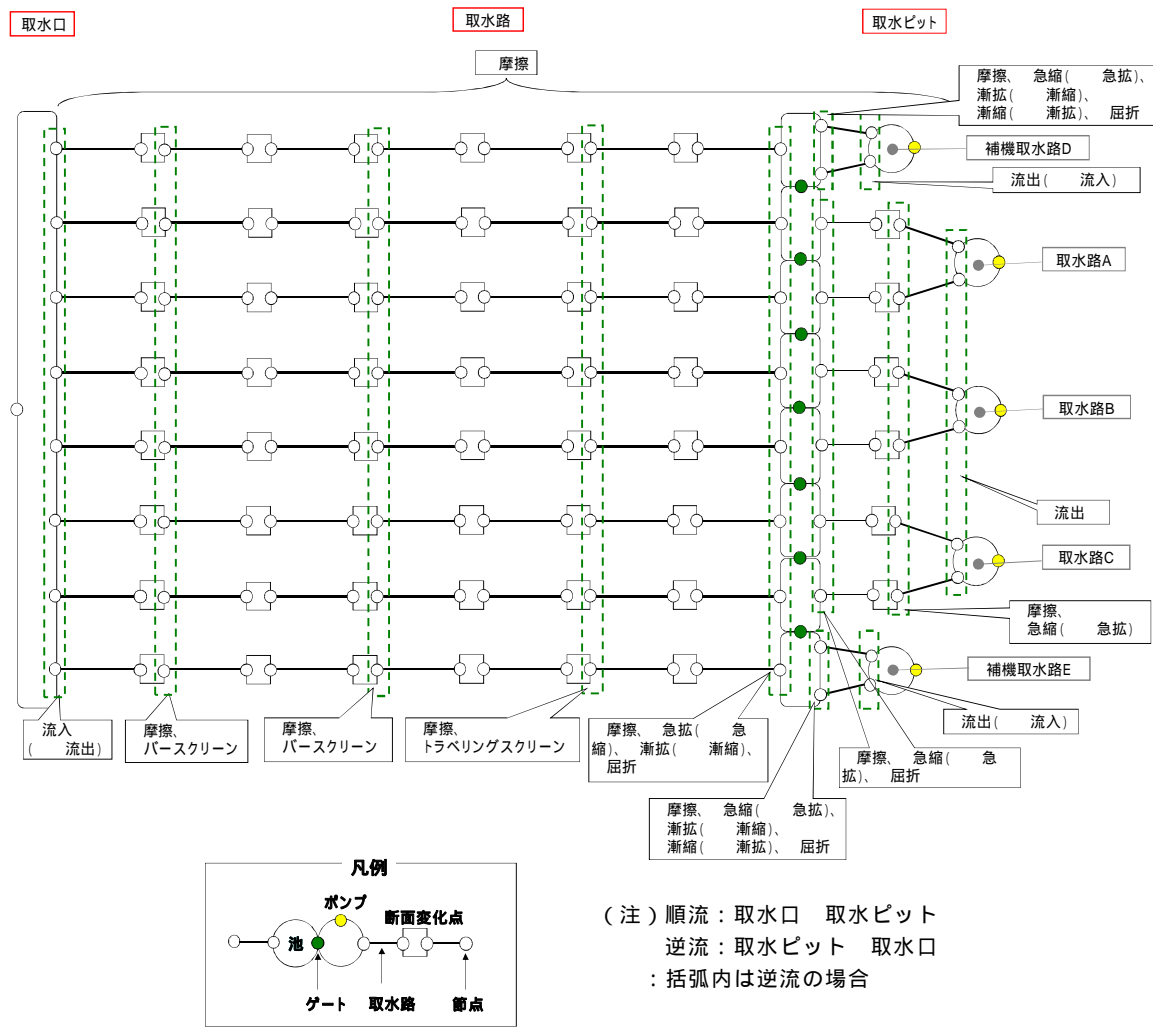 取水口
取水路
取水ピット
摩擦
摩擦、 急縮( 急拡)、
漸拡( 漸縮)、
漸縮( 漸拡)、 屈折
補機取水路D
流出( 流入)
取水路A
取水路B
流出
取水路C
摩擦、
急縮( 急拡)
補機取水路E
流出( 流入)
流入
( 流出)
摩擦、
バースクリーン
摩擦、
バースクリーン
摩擦、
トラベリングスクリーン
摩擦、 急拡( 急
縮)、 漸拡( 漸縮)、
屈折
摩擦、 急縮( 急
拡)、 屈折
摩擦、 急縮( 急拡)、
漸拡( 漸縮)、
漸縮( 漸拡)、 屈折
凡例
ポンプ
断面変化点
池
ゲート
取水路
節点
(注)順流:取水口 取水ピット
逆流:取水ピット 取水口
:括弧内は逆流の場合